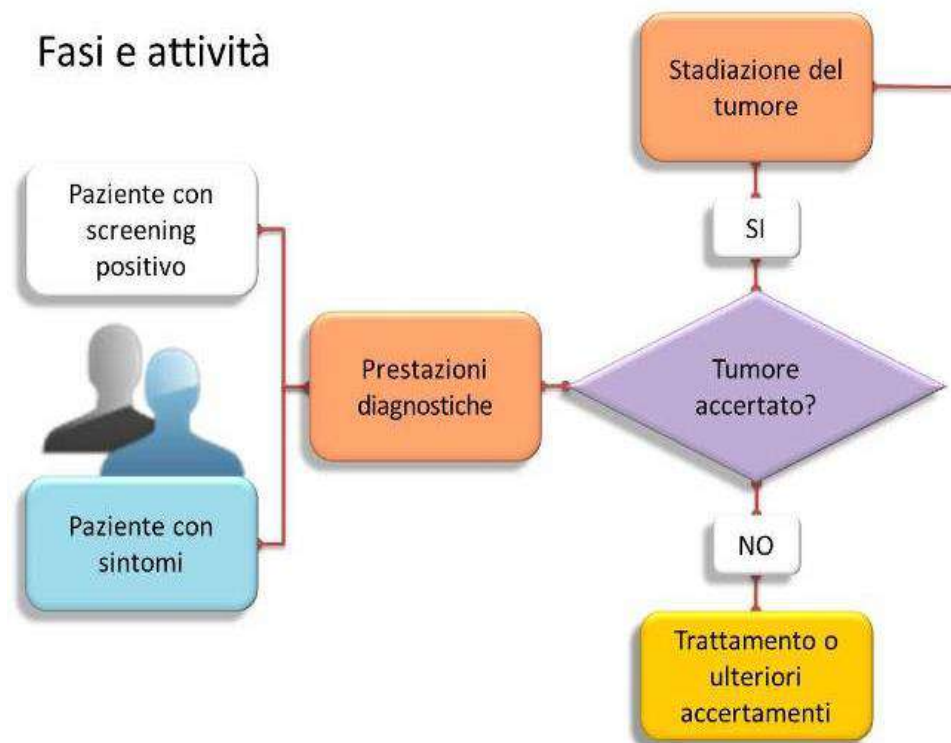 Fasi e attività
Stadiazione del
tumore
Paziente con
screening
positivo
SI
Prestazioni
diagnostiche
Tumore
accertato?
Paziente con
sintomi
NO
Trattamento o
ulteriori
accertamenti